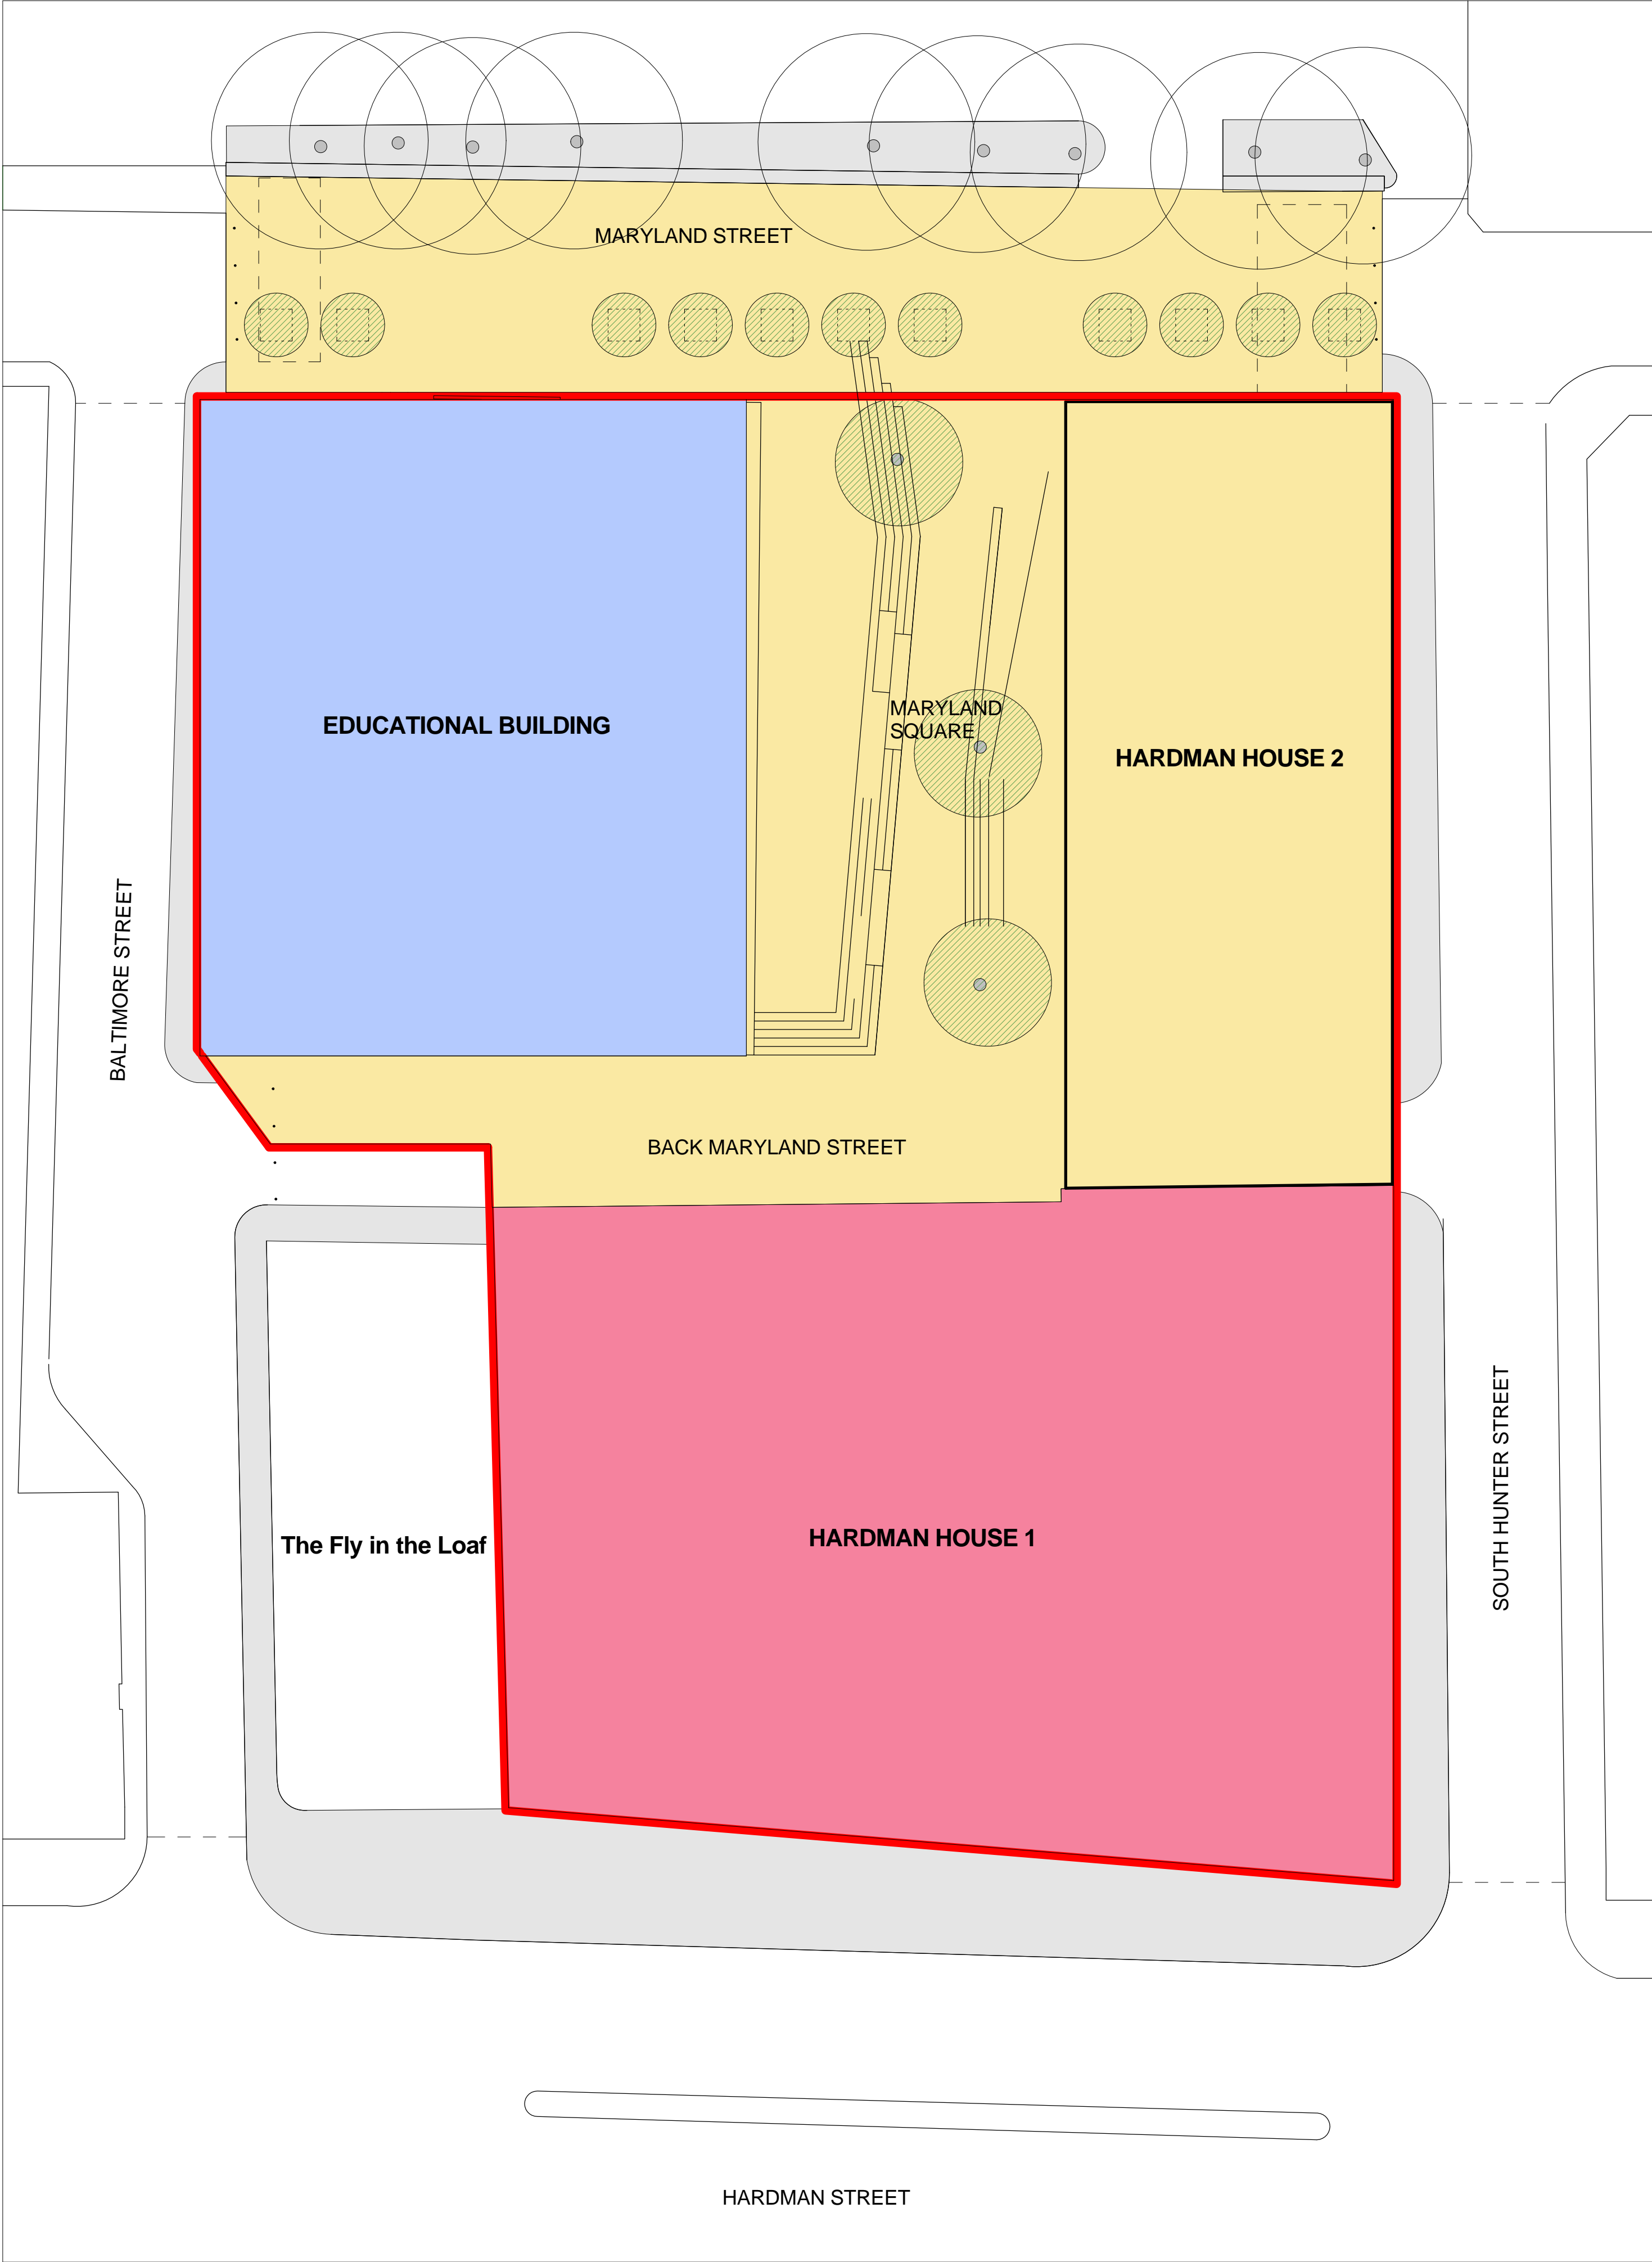 MARYLAND STREET
MARYLAND
SQUARE
EDUCATIONAL BUILDING
HARDMAN HOUSE 2
BALTIMORE STREET
BACK MARYLAND STREET
SOUTH HUNTER STREET
HARDMAN HOUSE 1
The Fly in the Loaf
HARDMAN STREET